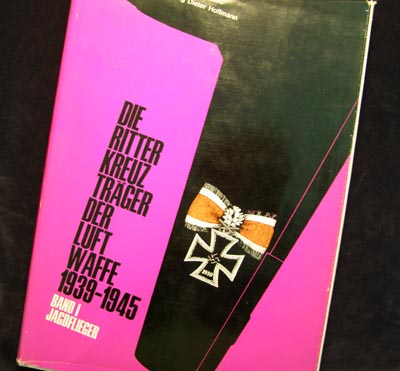 Dieter Hoffmann
DIE
RITTER
KREUZ
TRÄGER
DER
LUFT
WAFFE
1939-1945
BAND I
JAGDFLIEGER